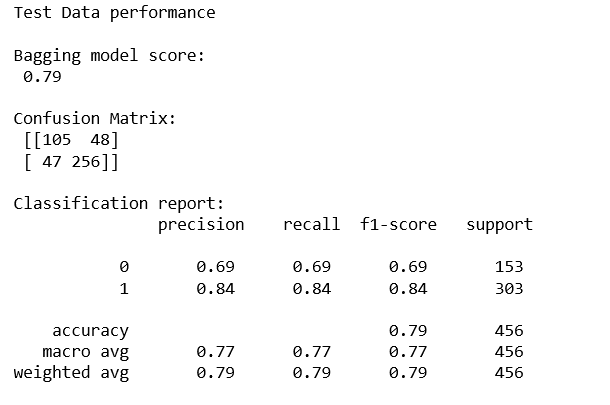 Test Data performance
Bagging model score:
0.79
Confusion Matrix:
[[105  48]
[ 47 256]]
Classification report:
precision recall f1-score support
0 0.69 0.69 0.69 153
1 0.84 0.84 0.84 303
accuracy 0.79 456
macro avg 0.77 0.77 0.77 456
weighted avg 0.79 0.79 0.79 456